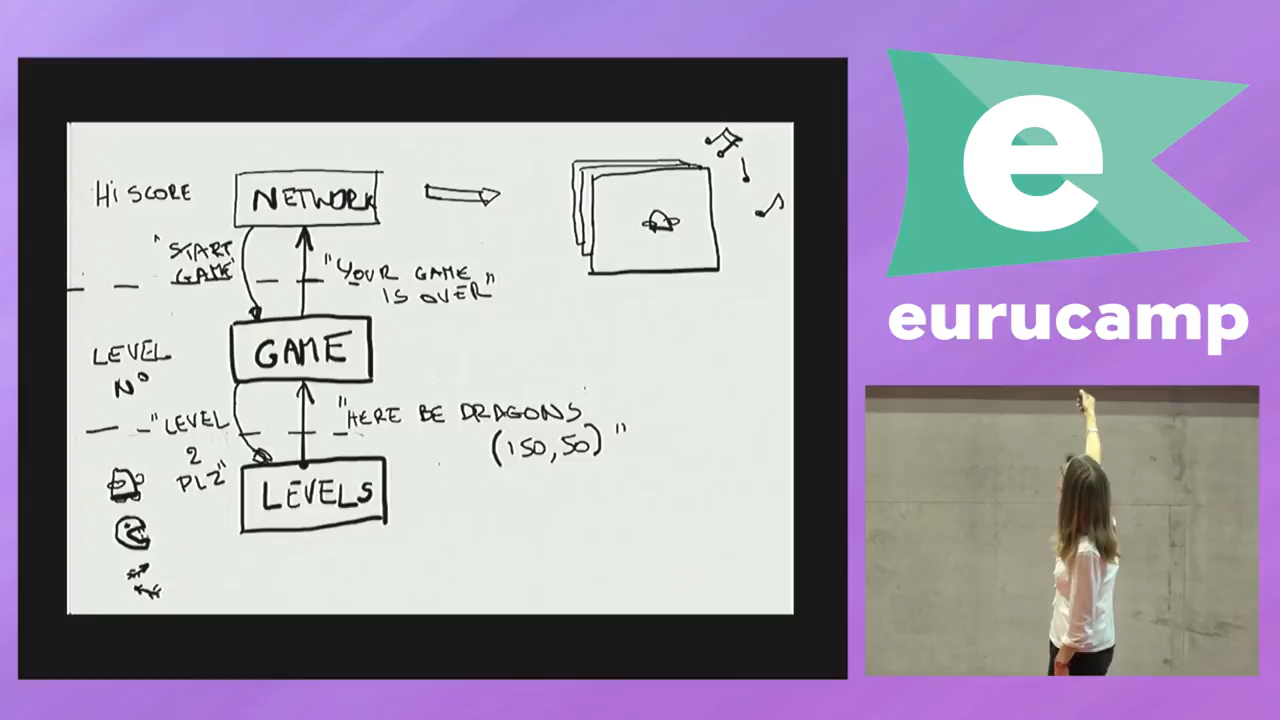 Hi SCORE
NETWORK
"START
GAME"
"YOUR GAME
IS OVER"
GAME
LEVEL
Nº
"LEVEL
2
PLZ"
"HERE BE DRAGONS
(150,50)"
LEVELS
e
eurucamp